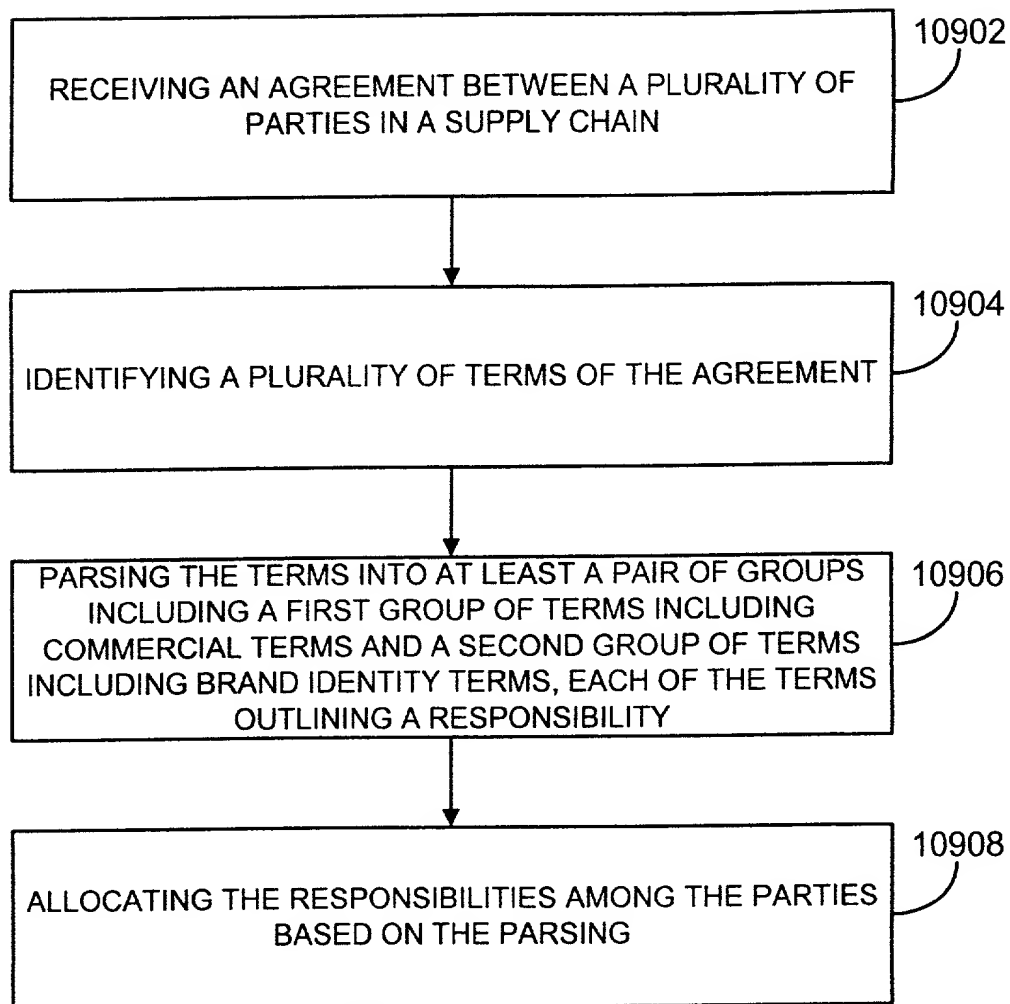 10902
RECEIVING AN AGREEMENT BETWEEN A PLURALITY OF
PARTIES IN A SUPPLY CHAIN
10904
IDENTIFYING A PLURALITY OF TERMS OF THE AGREEMENT
10906
PARSING THE TERMS INTO AT LEAST A PAIR OF GROUPS
INCLUDING A FIRST GROUP OF TERMS INCLUDING
COMMERCIAL TERMS AND A SECOND GROUP OF TERMS
INCLUDING BRAND IDENTITY TERMS, EACH OF THE TERMS
OUTLINING A RESPONSIBILITY
10908
ALLOCATING THE RESPONSIBILITIES AMONG THE PARTIES
BASED ON THE PARSING